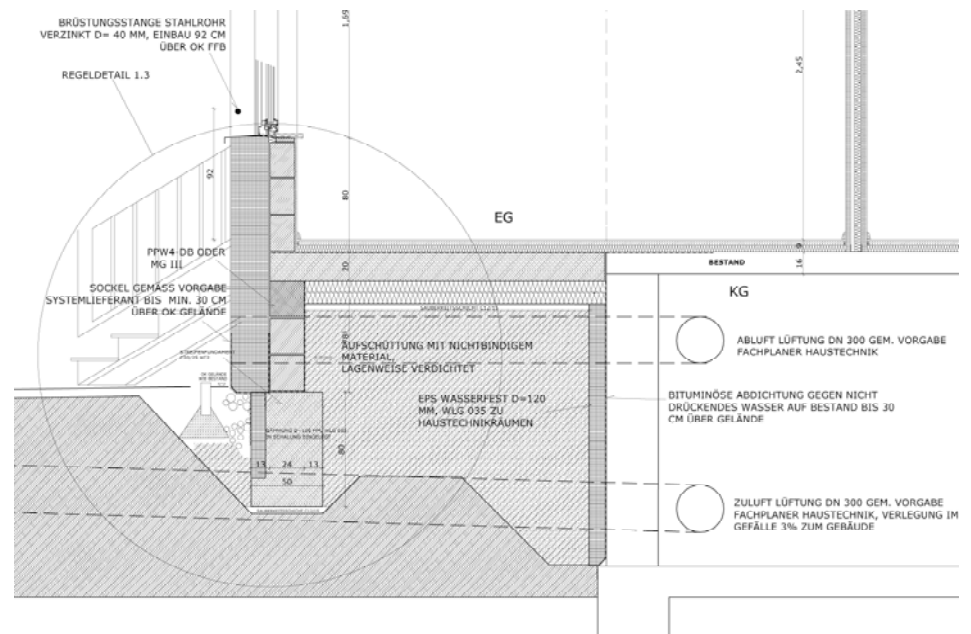 BRÜSTUNGSSTANGE STAHLROHR
VERZINKT D= 40 MM, EINBAU 92 CM
ÜBER OK FFB
REGELDETAIL 1.3
1,69
2,45
92
80
EG
PPW4-DB ODER
MG III
20
9
16
BESTAND
KG
SOCKEL GEMÄSS VORGABE
SYSTEMLIEFERANT BIS MIN. 30 CM
ÜBER OK GELÄNDE
AUFSCHÜTTUNG MIT NICHTBINDIGEM
MATERIAL,
LAGENWEISE VERDICHTET
ABLUFT LÜFTUNG DN 300 GEM. VORGABE
FACHPLANER HAUSTECHNIK
EPS WASSERFEST D=120
MM, WLG 035 ZU
HAUSTECHNIKRÄUMEN
BITUMINÖSE ABDICHTUNG GEGEN NICHT
DRÜCKENDES WASSER AUF BESTAND BIS 30
CM ÜBER GELÄNDE
80
13 24 13
50
ZULUFT LÜFTUNG DN 300 GEM. VORGABE
FACHPLANER HAUSTECHNIK, VERLEGUNG IM
GEFÄLLE 3% ZUM GEBÄUDE